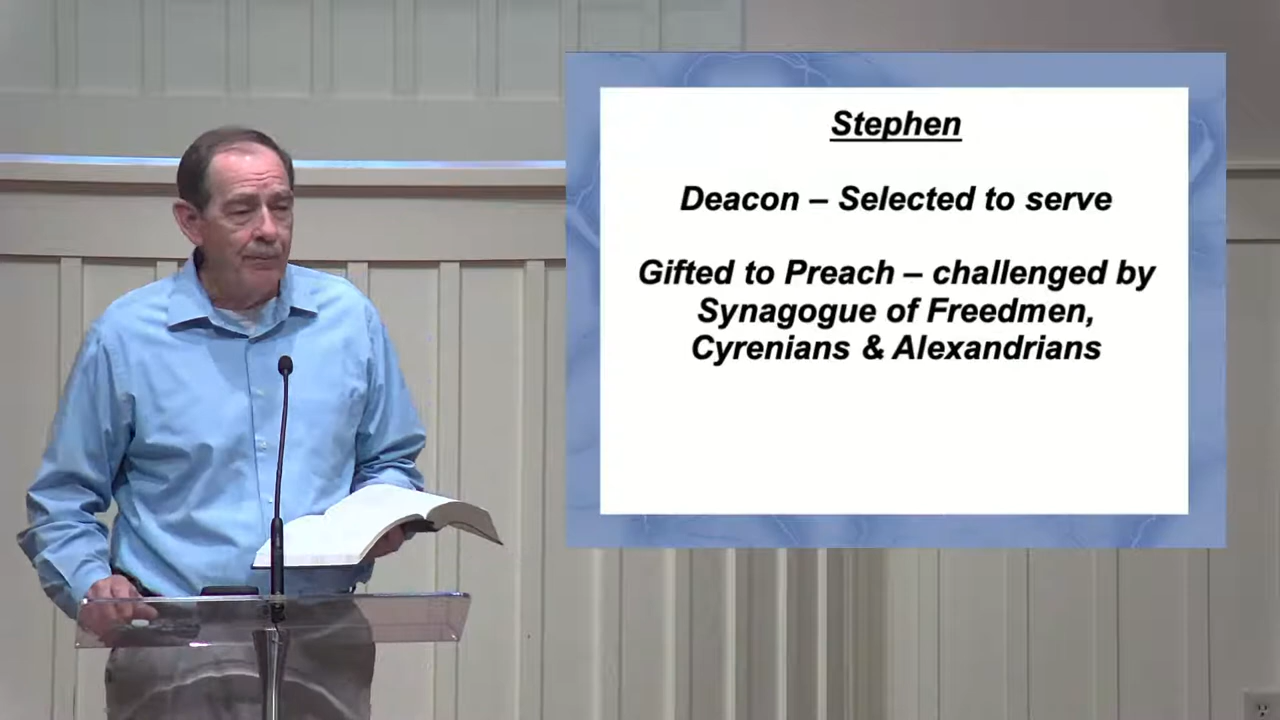 Stephen
Deacon – Selected to serve
Gifted to Preach – challenged by
Synagogue of Freedmen,
Cyrenians & Alexandrians